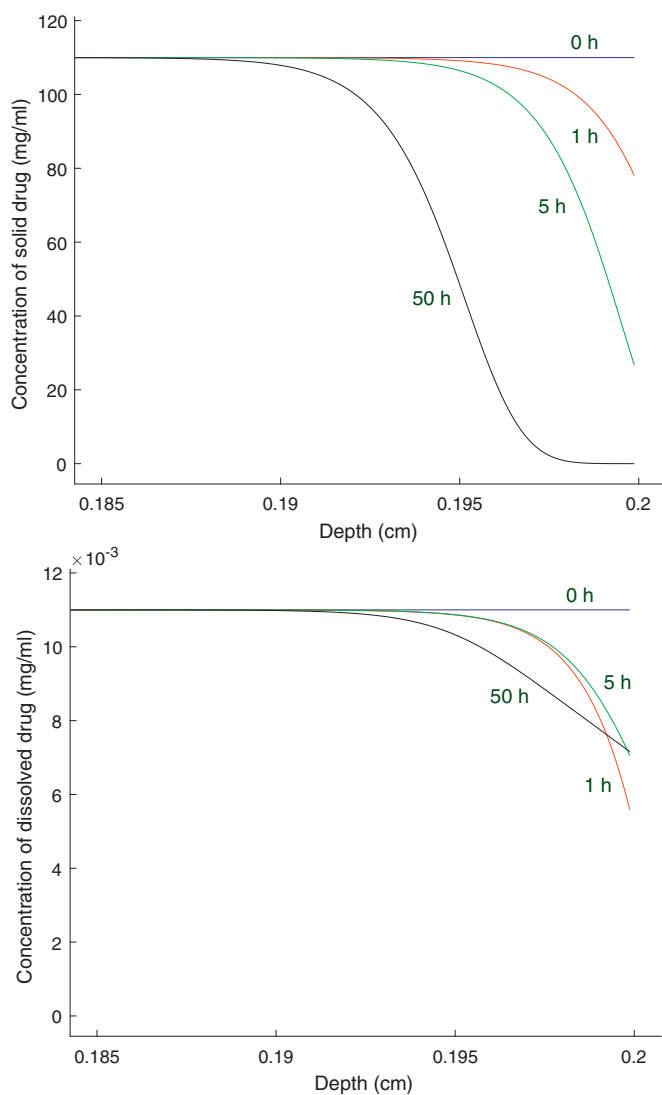 120
0 h
100
1 h
80
5 h
60
50 h
40
20
0
0.185 0.19 0.195 0.2
Depth (cm)
Concentration of solid drug (mg/ml)
× 10-3
12
0 h
10
5 h
50 h
8
1 h
6
4
2
0
0.185 0.19 0.195 0.2
Depth (cm)
Concentration of dissolved drug (mg/ml)